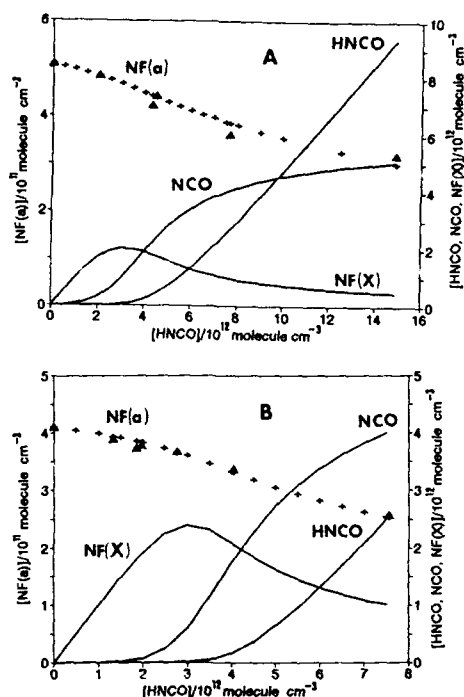 A
HNCO
NF(a)
NCO
NF(X)
[NF(a)]/10¹¹ molecule cm⁻³
[HNCO, NCO, NF(X)]/10¹² molecule cm⁻³
6
4
2
0
10
8
6
4
2
0
0 2 4 6 8 10 12 14 16
[HNCO]/10¹² molecule cm⁻³
B
NF(a)
NCO
HNCO
NF(X)
[NF(a)]/10¹¹ molecule cm⁻³
[HNCO, NCO, NF(X)]/10¹² molecule cm⁻³
5
4
3
2
1
0
5
4
3
2
1
0
0 1 2 3 4 5 6 7 8
[HNCO]/10¹² molecule cm⁻³